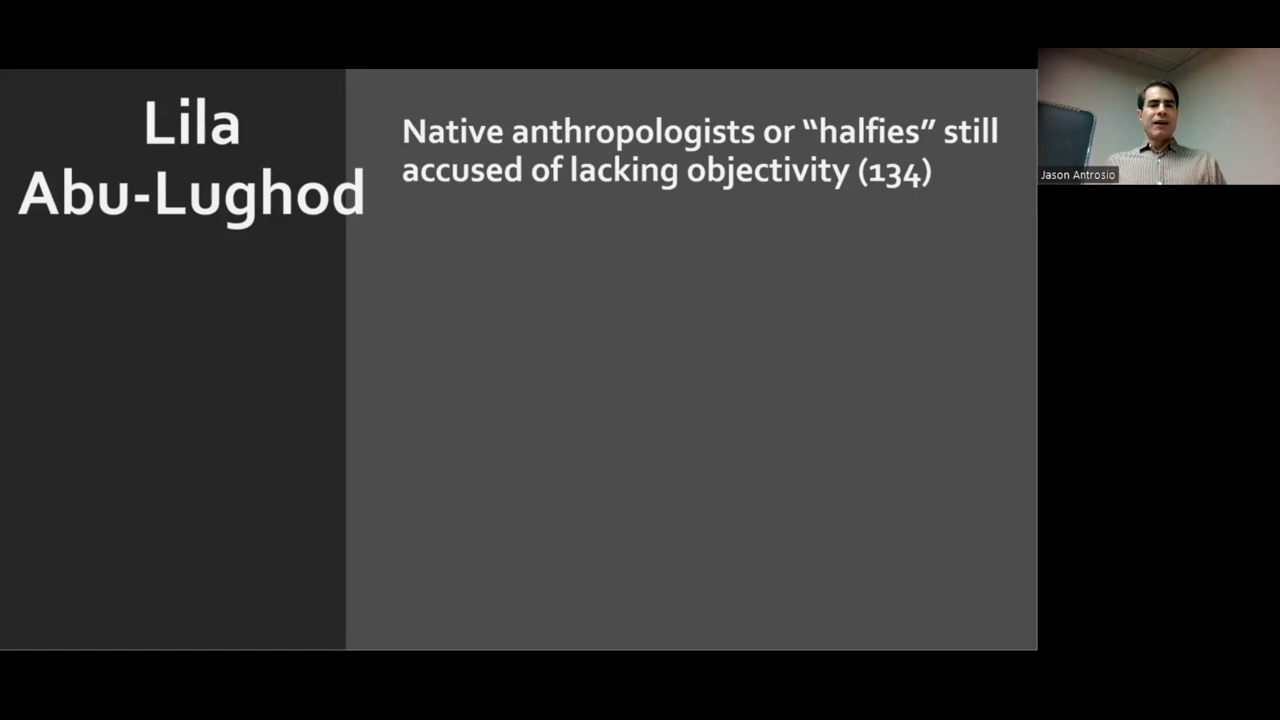 Lila
Abu-Lughod
Native anthropologists or “halfies” still
accused of lacking objectivity (134)
Jason Antrosio